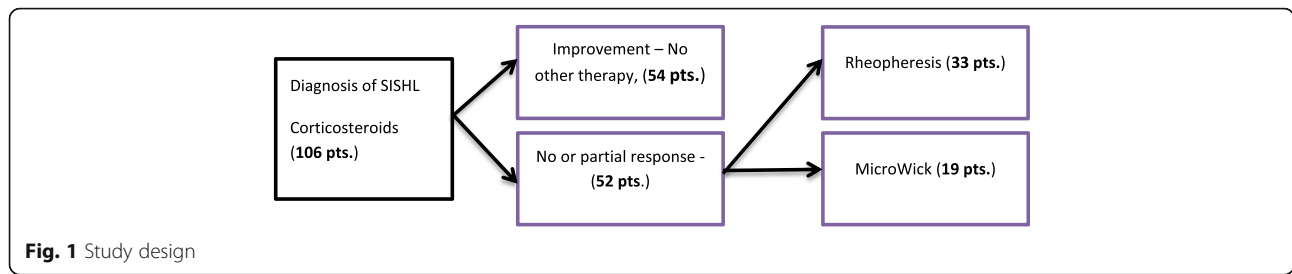 Diagnosis of SISHL
Corticosteroids
(106 pts.)
Improvement – No
other therapy, (54 pts.)
No or partial response -
(52 pts.)
Rheopheresis (33 pts.)
MicroWick (19 pts.)
Fig. 1 Study design